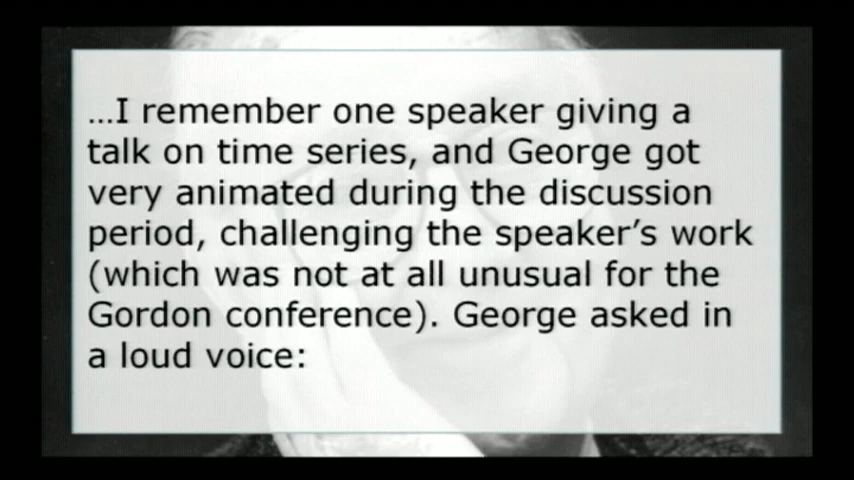 ...I remember one speaker giving a
talk on time series, and George got
very animated during the discussion
period, challenging the speaker’s work
(which was not at all unusual for the
Gordon conference). George asked in
a loud voice: